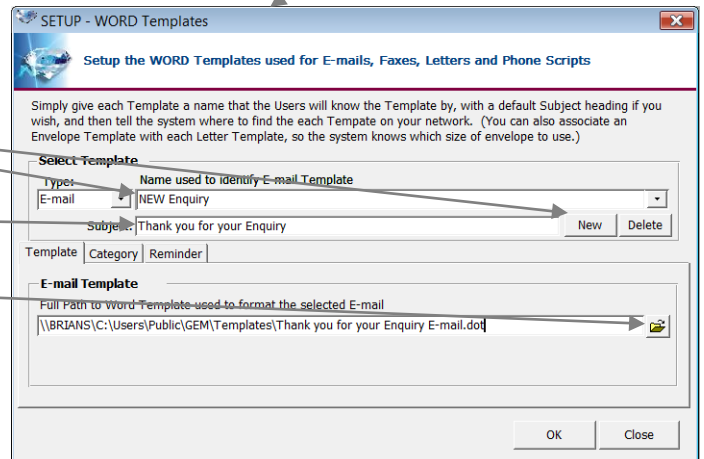 SETUP - WORD Templates
Setup the WORD Templates used for E-mails, Faxes, Letters and Phone Scripts
Simply give each Template a name that the Users will know the Template by, with a default Subject heading if you
wish, and then tell the system where to find the each Tempate on your network. (You can also associate an
Envelope Template with each Letter Template, so the system knows which size of envelope to use.)
Select Template
Type: Name used to identify E-mail Template
E-mail NEW Enquiry
Subject: Thank you for your Enquiry New Delete
Template Category Reminder
E-mail Template
Full Path to Word Template used to format the selected E-mail
\\BRIANS\C:\Users\Public\GEM\Templates\Thank you for your Enquiry E-mail.dot
OK Close